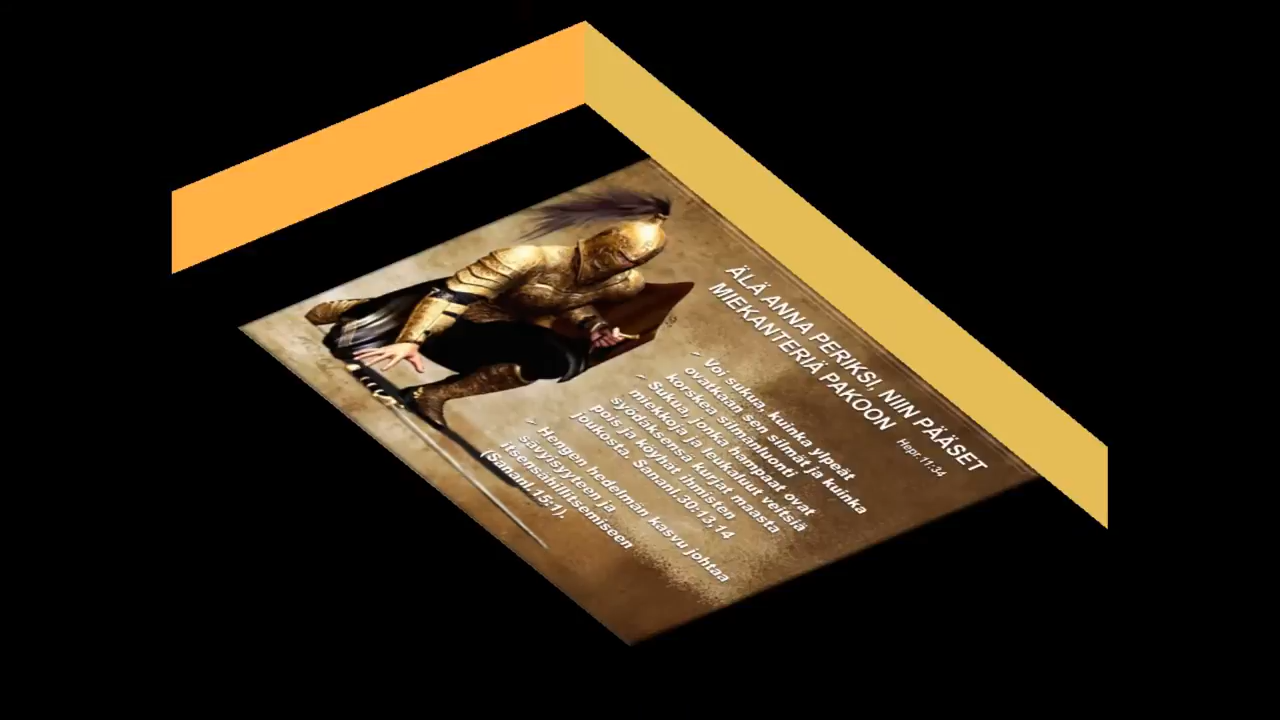 ÄLÄ ANNA PERIKSI, NIIN PÄÄSET
MIEKANTERIÄ PAKOON Hepr.11:34
✓ Voi sukua, kuinka ylpeät
ovatkaan sen silmät ja kuinka
korskea silmänluonti
✓ Sukua, jonka hampaat ovat
miekkoja ja leukaluut veitsiä
syödäksensä kurjat maasta
pois ja köyhät ihmisten
joukosta. Sananl.30:13,14
✓ Hengen hedelmän kasvu johtaa
sävyisyyteen ja
itsensähillitsemiseen
(Sananl.15:1).